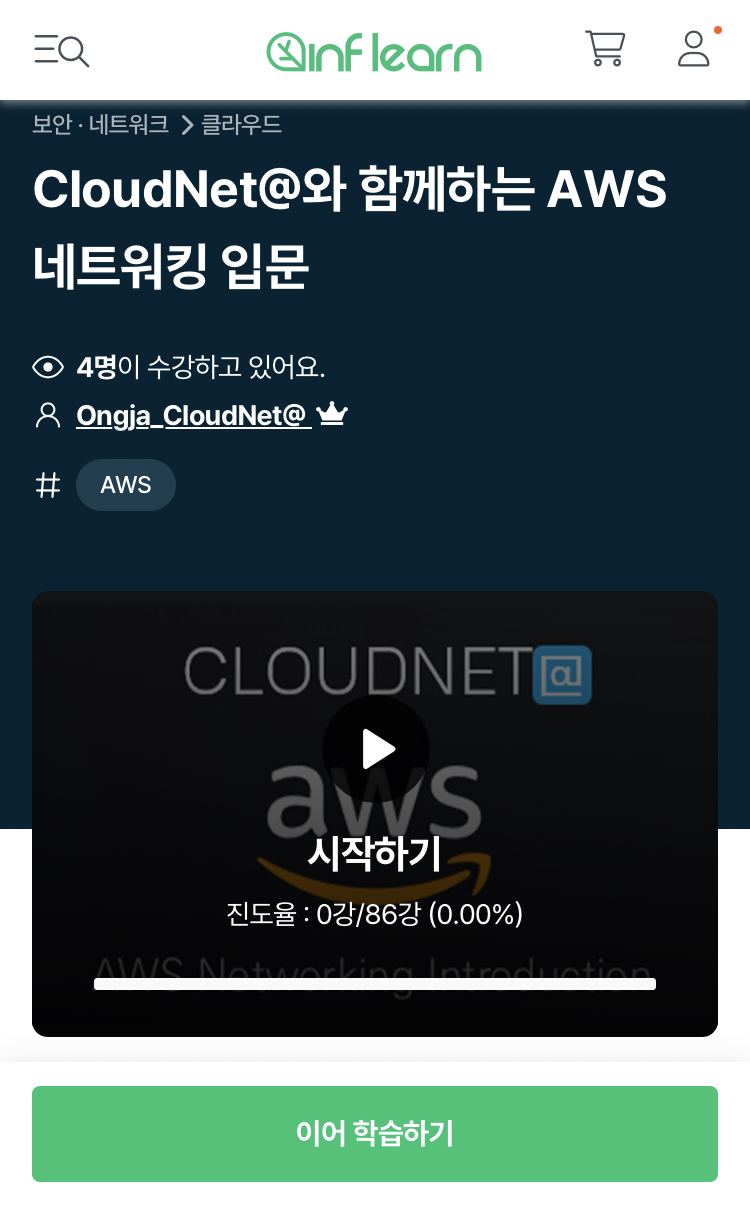 inflearn
보안 · 네트워크 > 클라우드
CloudNet@와 함께하는 AWS
네트워킹 입문
4명이 수강하고 있어요.
Ongja_CloudNet@
# AWS
CLOUDNET@
aws
시작하기
진도율 : 0강/86강 (0.00%)
AWS Networking Introduction
이어 학습하기